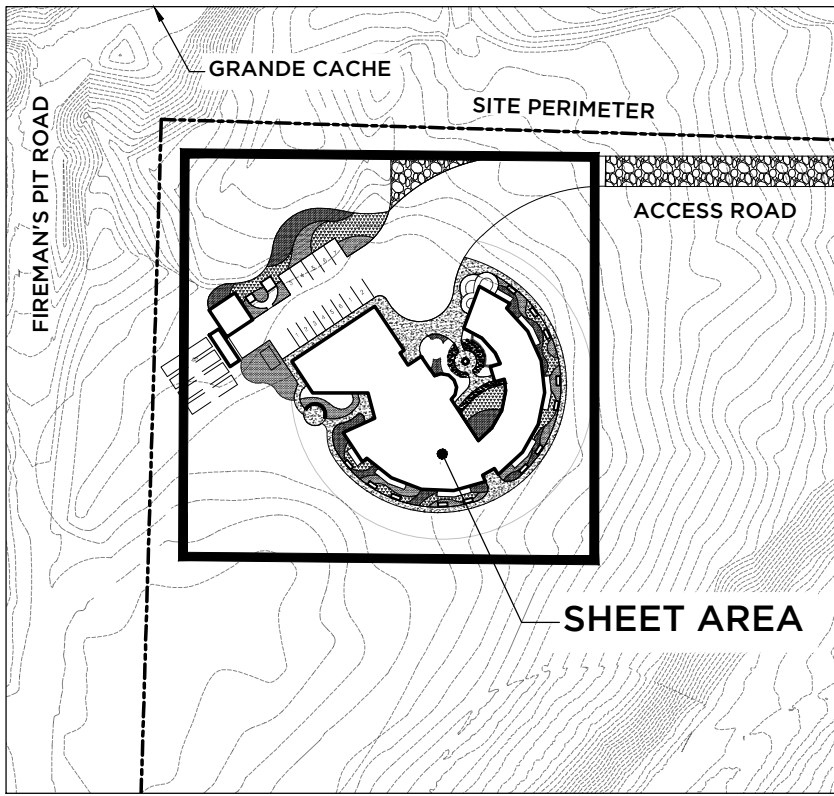 GRANDE CACHE
SITE PERIMETER
FIREMAN'S PIT ROAD
ACCESS ROAD
SHEET AREA